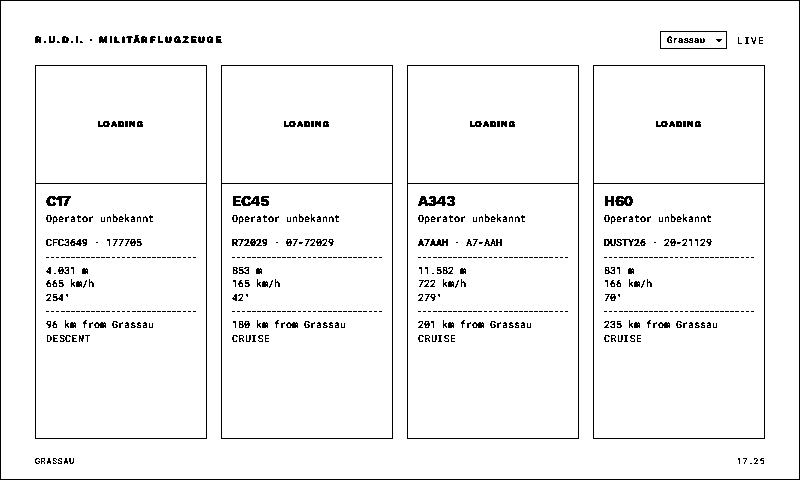 R.U.D.I. · MILITÄRFLUGZEUGE
Grassau
LIVE
LOADING
C17
Operator unbekannt
CFC3649 · 177705
4.031 m
665 km/h
254°
96 km from Grassau
DESCENT
LOADING
EC45
Operator unbekannt
R72029 · 07-72029
853 m
165 km/h
42°
180 km from Grassau
CRUISE
LOADING
A343
Operator unbekannt
A7AAH · A7-AAH
11.582 m
722 km/h
279°
201 km from Grassau
CRUISE
LOADING
H60
Operator unbekannt
DUSTY26 · 20-21129
831 m
166 km/h
70°
235 km from Grassau
CRUISE
GRASSAU
17.25